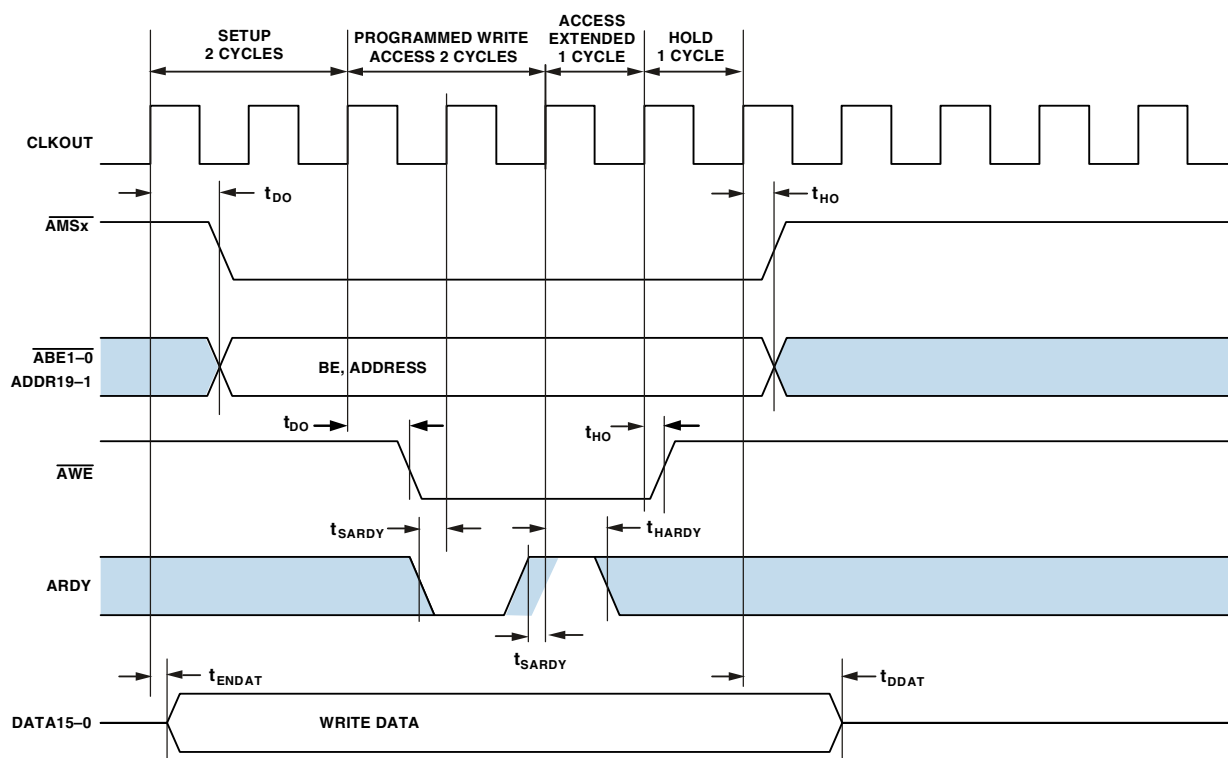 SETUP
2 CYCLES
PROGRAMMED WRITE
ACCESS 2 CYCLES
ACCESS
EXTENDED
1 CYCLE
HOLD
1 CYCLE
CLKOUT
tDO
tHO
AMSx
ABE1–0
ADDR19–1
BE, ADDRESS
tDO
tHO
AWE
tSARDY
tHARDY
ARDY
tSARDY
tENDAT
tDDAT
DATA15–0
WRITE DATA